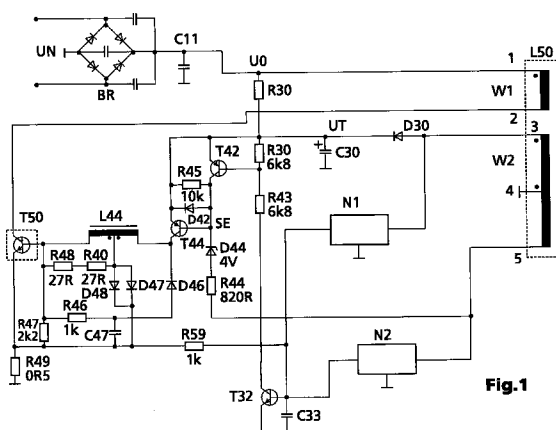 C11
UN
BR
U0
1
L50
W1
R30
2
3
UT
D30
W2
T42
R30
6k8
C30
R45
10k
4
N1
R43
6k8
D42
SE
T50
L44
T44
D44
4V
5
R48
27R
R40
27R
D47
D46
R44
820R
D48
R46
1k
R47
2k2
C47
R59
1k
N2
R49
0R5
T32
C33
Fig.1